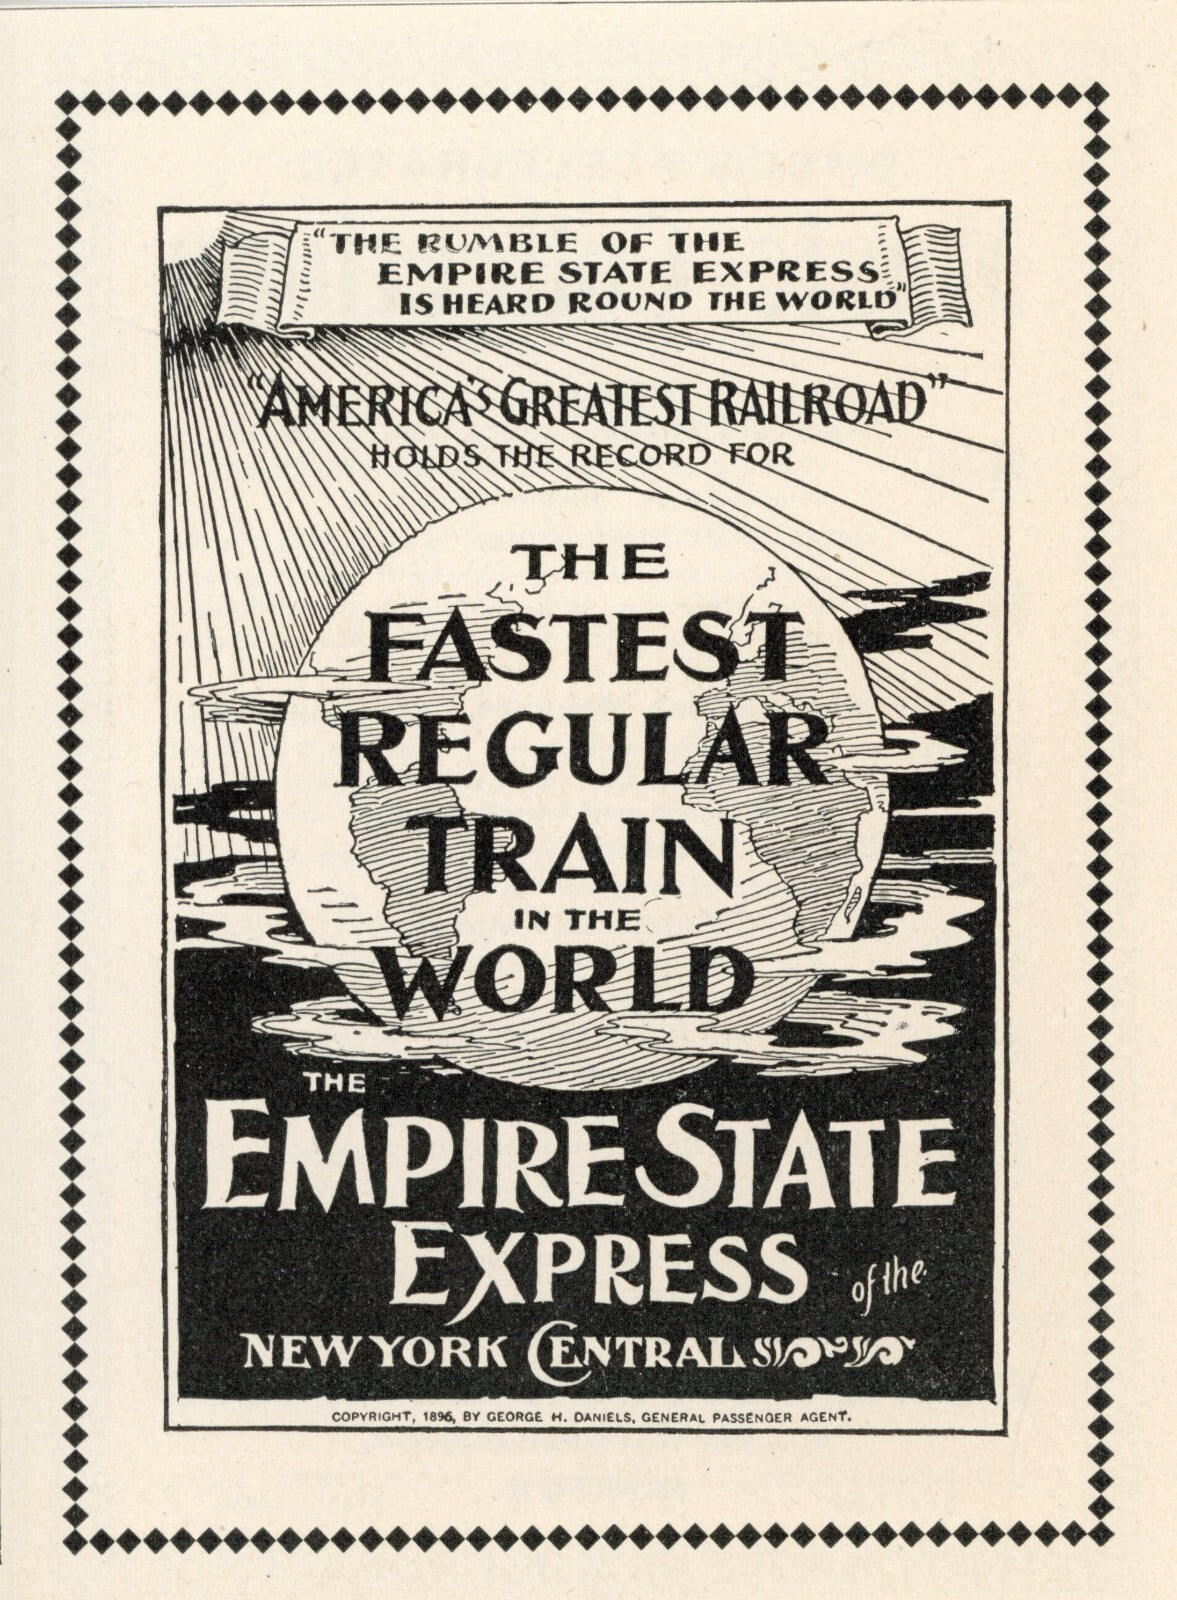 "THE RUMBLE OF THE
EMPIRE STATE EXPRESS
IS HEARD ROUND THE WORLD"
"AMERICA'S GREATEST RAILROAD"
HOLDS THE RECORD FOR
THE
FASTEST
REGULAR
TRAIN
IN THE
WORLD
THE
EMPIRE STATE
EXPRESS of the
NEW YORK CENTRAL
COPYRIGHT, 1896, BY GEORGE H. DANIELS, GENERAL PASSENGER AGENT.